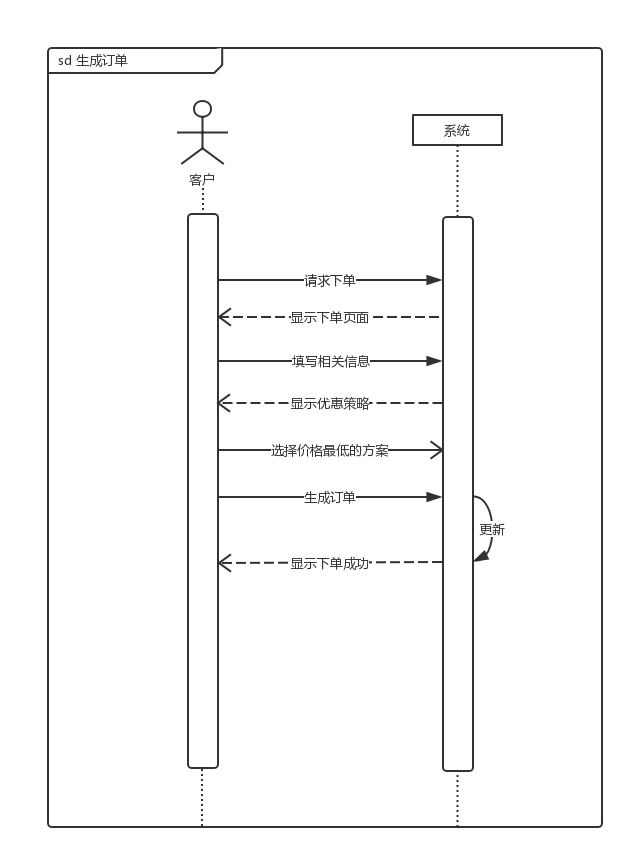 sd 生成订单
系统
客户
请求下单
显示下单页面
填写相关信息
显示优惠策略
选择价格最低的方案
生成订单
更新
显示下单成功